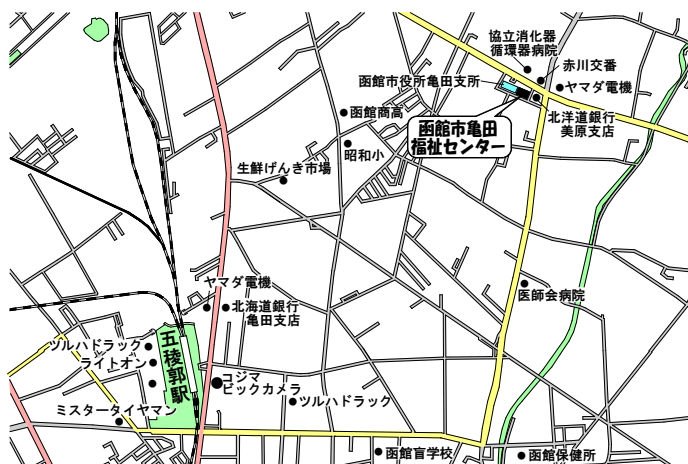 協立消化器
循環器病院
赤川交番
函館市役所亀田支所
ヤマダ電機
北洋道銀行
美原支店
函館商高
函館市亀田
福祉センター
昭和小
生鮮げんき市場
医師会病院
ヤマダ電機
北海道銀行
亀田支店
ツルハドラック
ライトオン
五稜郭駅
コジマ
ビックカメラ
ツルハドラック
ミスタータイヤマン
函館盲学校
函館保健所